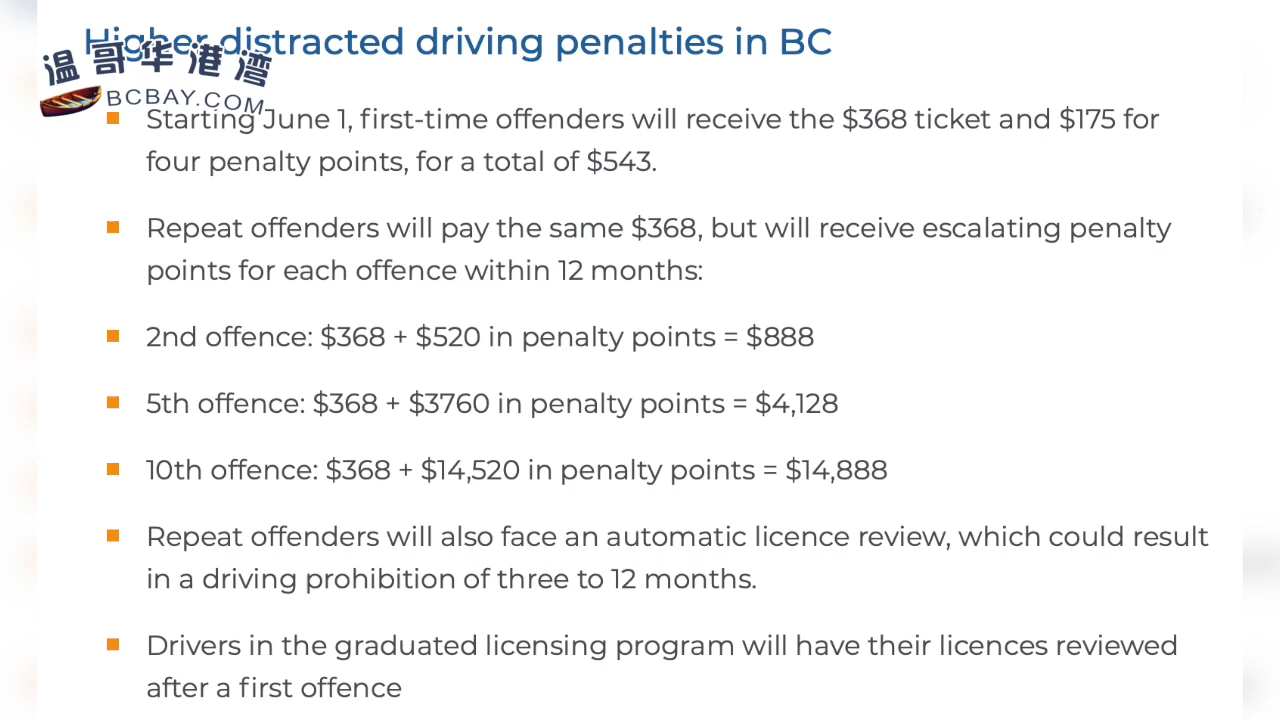 Higher distracted driving penalties in BC
温哥华港湾
BCBAY.COM
Starting June 1, first-time offenders will receive the $368 ticket and $175 for
four penalty points, for a total of $543.
Repeat offenders will pay the same $368, but will receive escalating penalty
points for each offence within 12 months:
2nd offence: $368 + $520 in penalty points = $888
5th offence: $368 + $3760 in penalty points = $4,128
10th offence: $368 + $14,520 in penalty points = $14,888
Repeat offenders will also face an automatic licence review, which could result
in a driving prohibition of three to 12 months.
Drivers in the graduated licensing program will have their licences reviewed
after a first offence